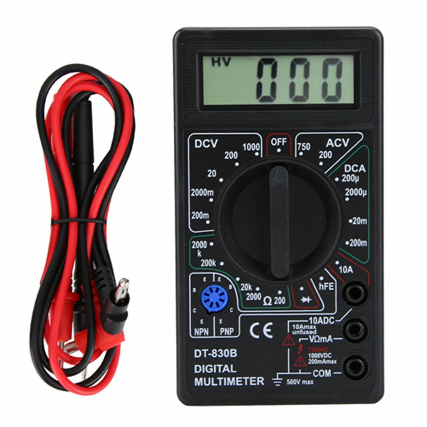 HV 000
DCV 1000 OFF 750 ACV
200 200
DCA
20 200μ
2000m 2000μ
200m 20m
200m
2000
k
200k 10A
20k hFE
2000 Ω 200
B E
C C
E B
E
NPN PNP
10ADC
10Amax
unfused
VΩmA
CE
1000VDC
200mAmax
COM
500V max
DT-830B
DIGITAL
MULTIMETER